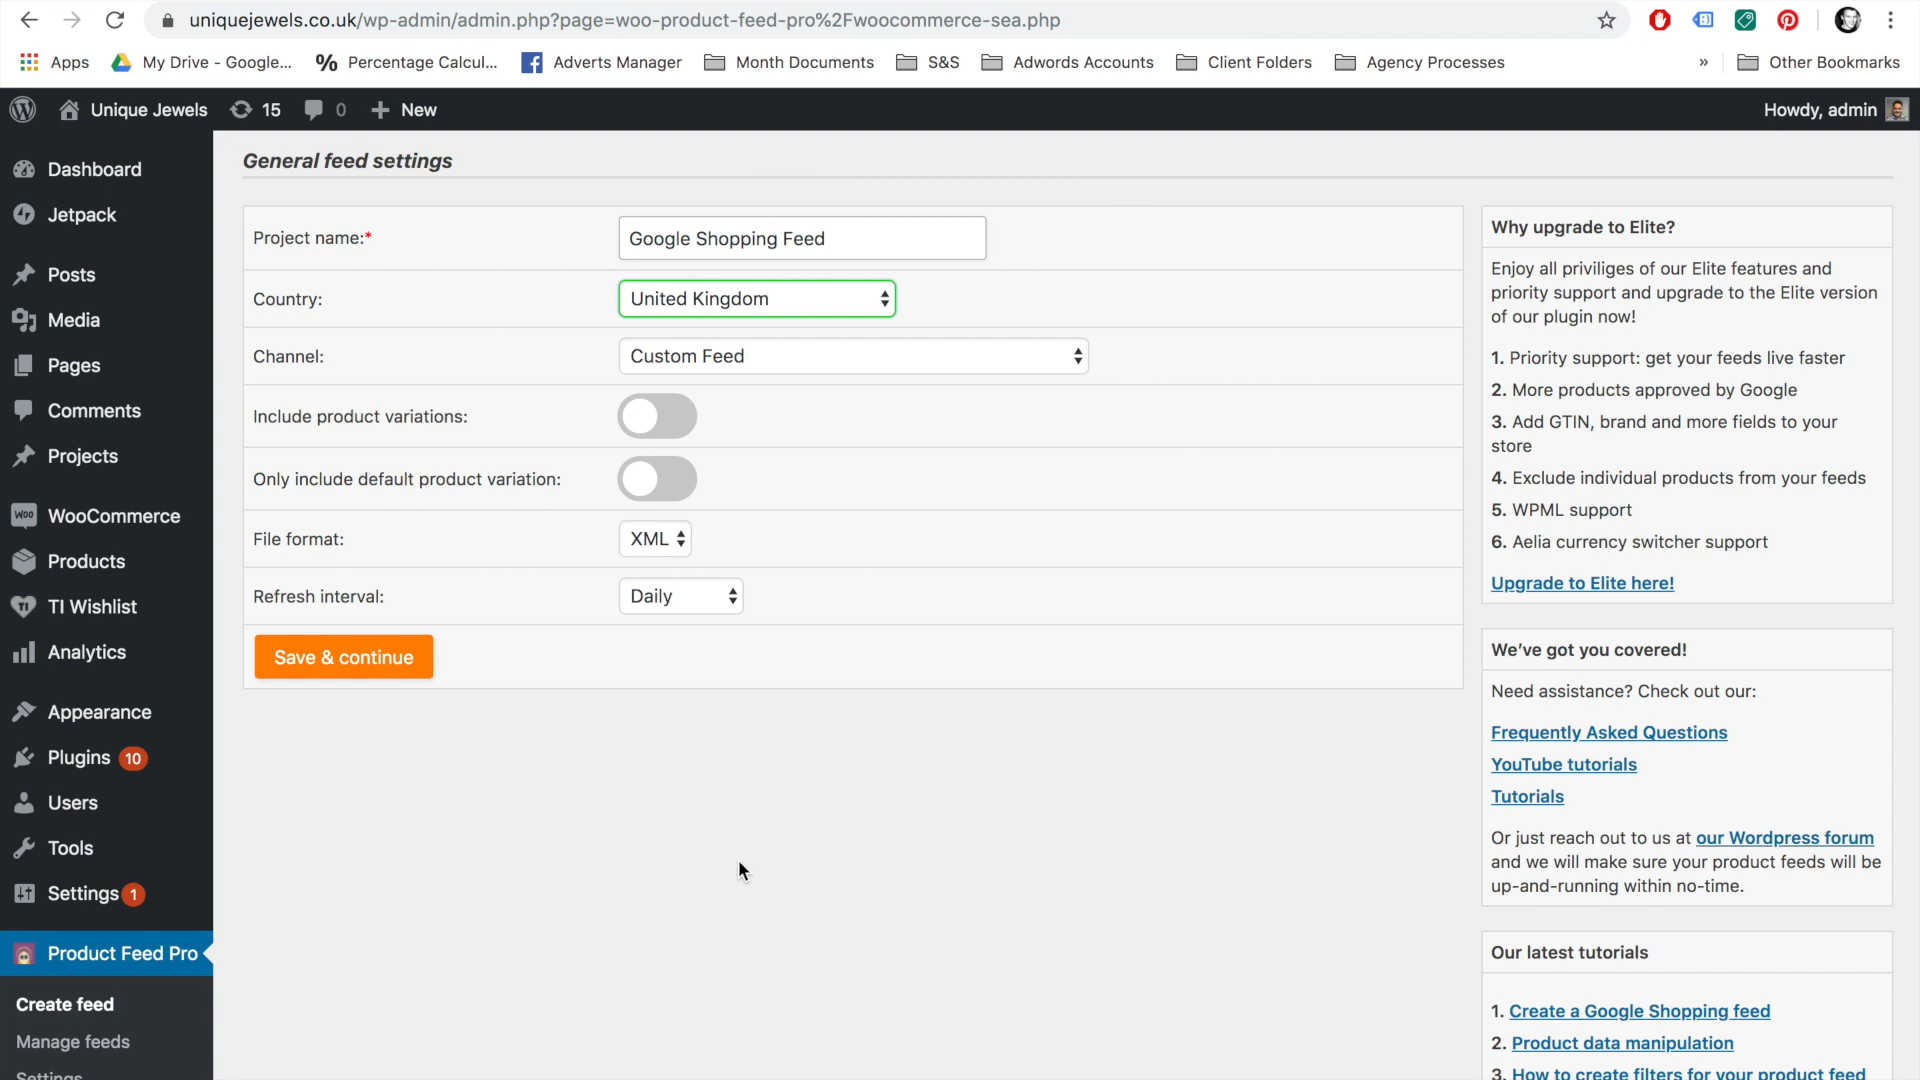 uniquejewels.co.uk/wp-admin/admin.php?page=woo-product-feed-pro%2Fwoocommerce-sea.php
Apps My Drive - Google... Percentage Calcul... Adverts Manager Month Documents S&S Adwords Accounts Client Folders Agency Processes » Other Bookmarks
Unique Jewels 15 0 New Howdy, admin
Dashboard
Jetpack
Posts
Media
Pages
Comments
Projects
WooCommerce
Products
TI Wishlist
Analytics
Appearance
Plugins 10
Users
Tools
Settings 1
Product Feed Pro
Create feed
Manage feeds
Settings
General feed settings
Project name:* Google Shopping Feed
Country: United Kingdom
Channel: Custom Feed
Include product variations:
Only include default product variation:
File format: XML
Refresh interval: Daily
Save & continue
Why upgrade to Elite?
Enjoy all priviliges of our Elite features and
priority support and upgrade to the Elite version
of our plugin now!
1. Priority support: get your feeds live faster
2. More products approved by Google
3. Add GTIN, brand and more fields to your
store
4. Exclude individual products from your feeds
5. WPML support
6. Aelia currency switcher support
Upgrade to Elite here!
We've got you covered!
Need assistance? Check out our:
Frequently Asked Questions
YouTube tutorials
Tutorials
Or just reach out to us at our Wordpress forum
and we will make sure your product feeds will be
up-and-running within no-time.
Our latest tutorials
1. Create a Google Shopping feed
2. Product data manipulation
3. How to create filters for your product feed